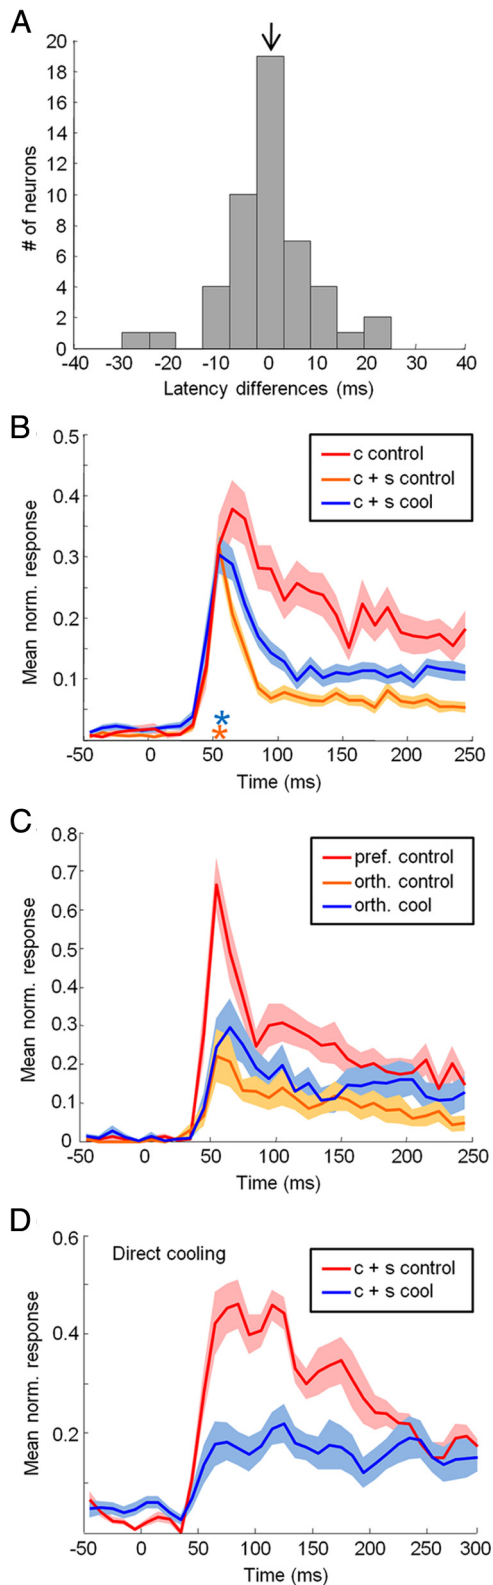 A
20
18
16
14
12
10
8
6
4
2
0
# of neurons
-40 -30 -20 -10 0 10 20 30 40
Latency differences (ms)
B
0.5
0.4
0.3
0.2
0.1
Mean norm. response
c control
c + s control
c + s cool
*
*
-50 0 50 100 150 200 250
Time (ms)
C
0.8
0.7
0.6
0.5
0.4
0.3
0.2
0.1
0
Mean norm. response
pref. control
orth. control
orth. cool
-50 0 50 100 150 200 250
Time (ms)
D
0.6
0.4
0.2
Mean norm. response
Direct cooling
c + s control
c + s cool
-50 0 50 100 150 200 250 300
Time (ms)